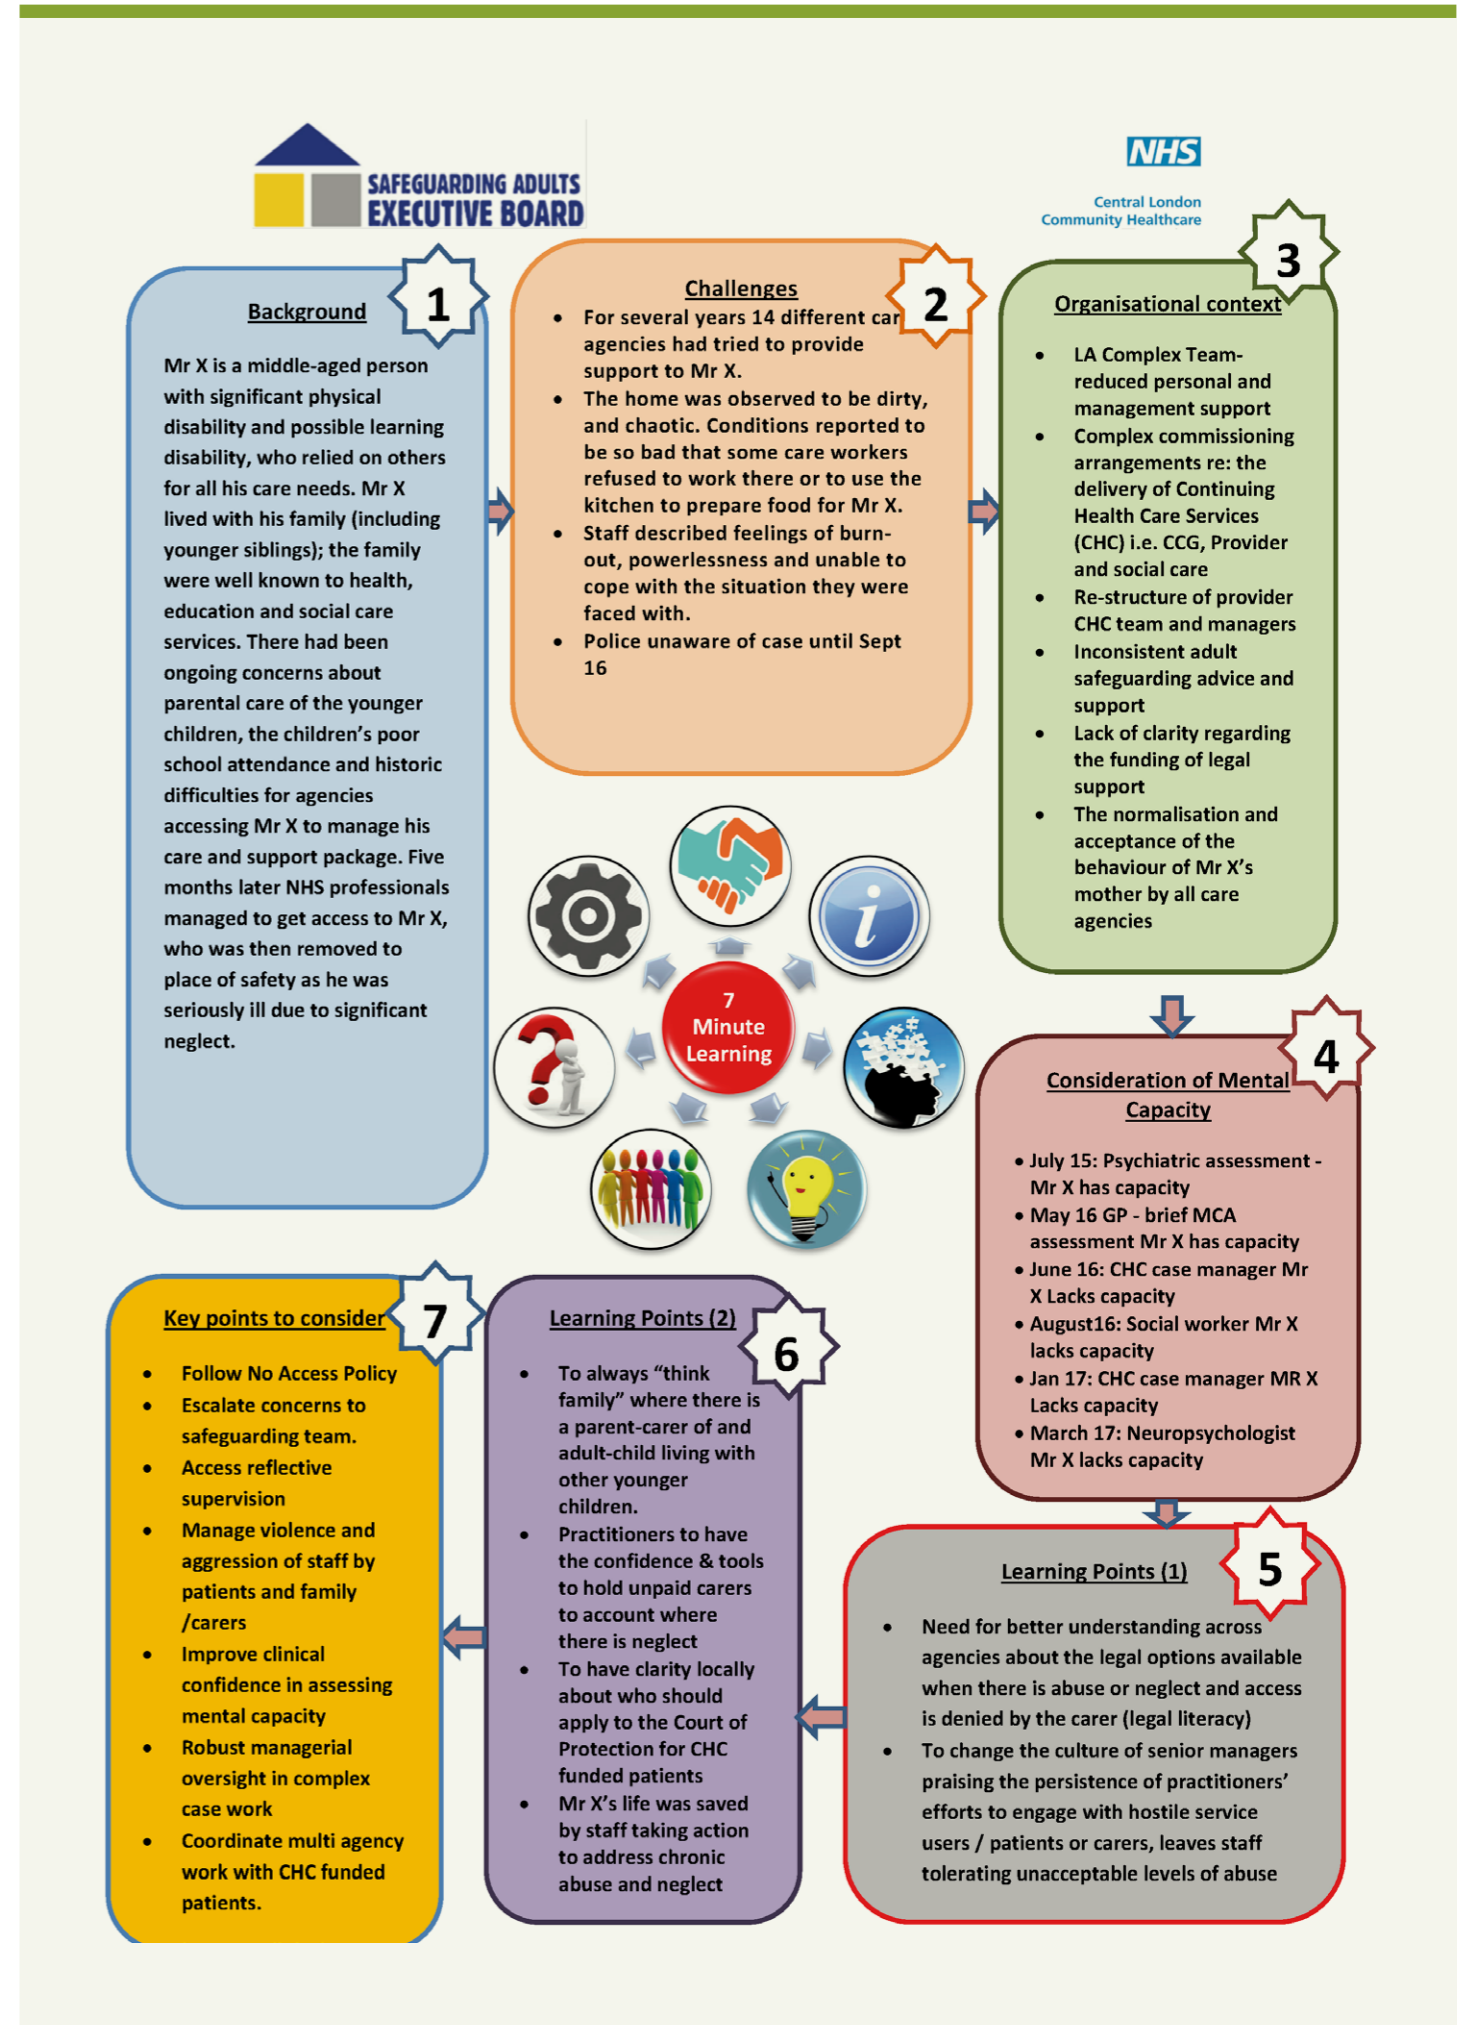 SAFEGUARDING ADULTS
EXECUTIVE BOARD
NHS
Central London
Community Healthcare
1
Background
Mr X is a middle-aged person
with significant physical
disability and possible learning
disability, who relied on others
for all his care needs. Mr X
lived with his family (including
younger siblings); the family
were well known to health,
education and social care
services. There had been
ongoing concerns about
parental care of the younger
children, the children's poor
school attendance and historic
difficulties for agencies
accessing Mr X to manage his
care and support package. Five
months later NHS professionals
managed to get access to Mr X,
who was then removed to
place of safety as he was
seriously ill due to significant
neglect.
2
Challenges
• For several years 14 different car
agencies had tried to provide
support to Mr X.
• The home was observed to be dirty,
and chaotic. Conditions reported to
be so bad that some care workers
refused to work there or to use the
kitchen to prepare food for Mr X.
• Staff described feelings of burn-
out, powerlessness and unable to
cope with the situation they were
faced with.
• Police unaware of case until Sept
16
3
Organisational context
• LA Complex Team-
reduced personal and
management support
• Complex commissioning
arrangements re: the
delivery of Continuing
Health Care Services
(CHC) i.e. CCG, Provider
and social care
• Re-structure of provider
CHC team and managers
• Inconsistent adult
safeguarding advice and
support
• Lack of clarity regarding
the funding of legal
support
• The normalisation and
acceptance of the
behaviour of Mr X's
mother by all care
agencies
7
Minute
Learning
4
Consideration of Mental
Capacity
• July 15: Psychiatric assessment -
Mr X has capacity
• May 16 GP - brief MCA
assessment Mr X has capacity
• June 16: CHC case manager Mr
X Lacks capacity
• August16: Social worker Mr X
lacks capacity
• Jan 17: CHC case manager MR X
Lacks capacity
• March 17: Neuropsychologist
Mr X lacks capacity
5
Learning Points (1)
• Need for better understanding across
agencies about the legal options available
when there is abuse or neglect and access
is denied by the carer (legal literacy)
• To change the culture of senior managers
praising the persistence of practitioners'
efforts to engage with hostile service
users / patients or carers, leaves staff
tolerating unacceptable levels of abuse
6
Learning Points (2)
• To always "think
family" where there is
a parent-carer of and
adult-child living with
other younger
children.
• Practitioners to have
the confidence & tools
to hold unpaid carers
to account where
there is neglect
• To have clarity locally
about who should
apply to the Court of
Protection for CHC
funded patients
• Mr X's life was saved
by staff taking action
to address chronic
abuse and neglect
7
Key points to consider
• Follow No Access Policy
• Escalate concerns to
safeguarding team.
• Access reflective
supervision
• Manage violence and
aggression of staff by
patients and family
/carers
• Improve clinical
confidence in assessing
mental capacity
• Robust managerial
oversight in complex
case work
• Coordinate multi agency
work with CHC funded
patients.